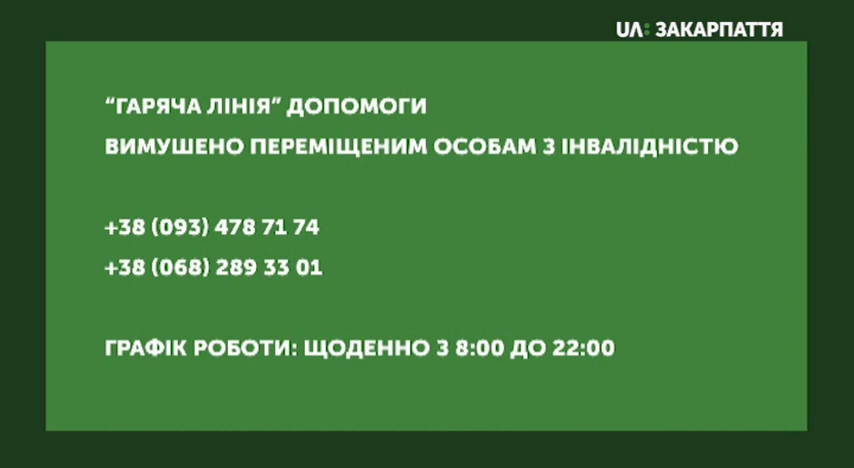 UA: ЗАКАРПАТТЯ
“ГАРЯЧА ЛІНІЯ” ДОПОМОГИ
ВИМУШЕНО ПЕРЕМІЩЕНИМ ОСОБАМ З ІНВАЛІДНІСТЮ
+38 (093) 478 71 74
+38 (068) 289 33 01
ГРАФІК РОБОТИ: ЩОДЕННО З 8:00 ДО 22:00